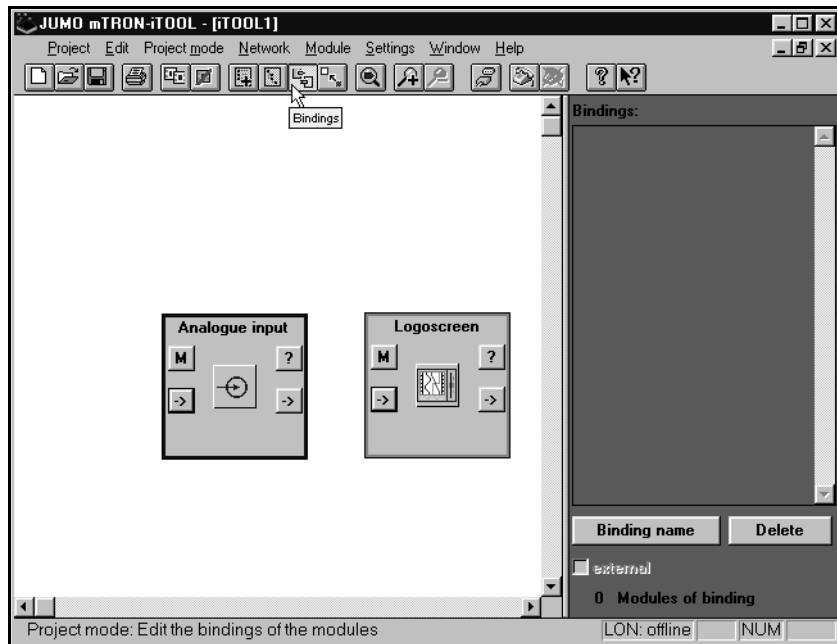 JUMO mTRON-iTOOL - [iTOOL1]
Project Edit Project mode Network Module Settings Window Help
Bindings
Bindings:
Analogue input
M ?
-> ->
Logoscreen
M ?
-> ->
Binding name Delete
external
0 Modules of binding
Project mode: Edit the bindings of the modules LON: offline NUM